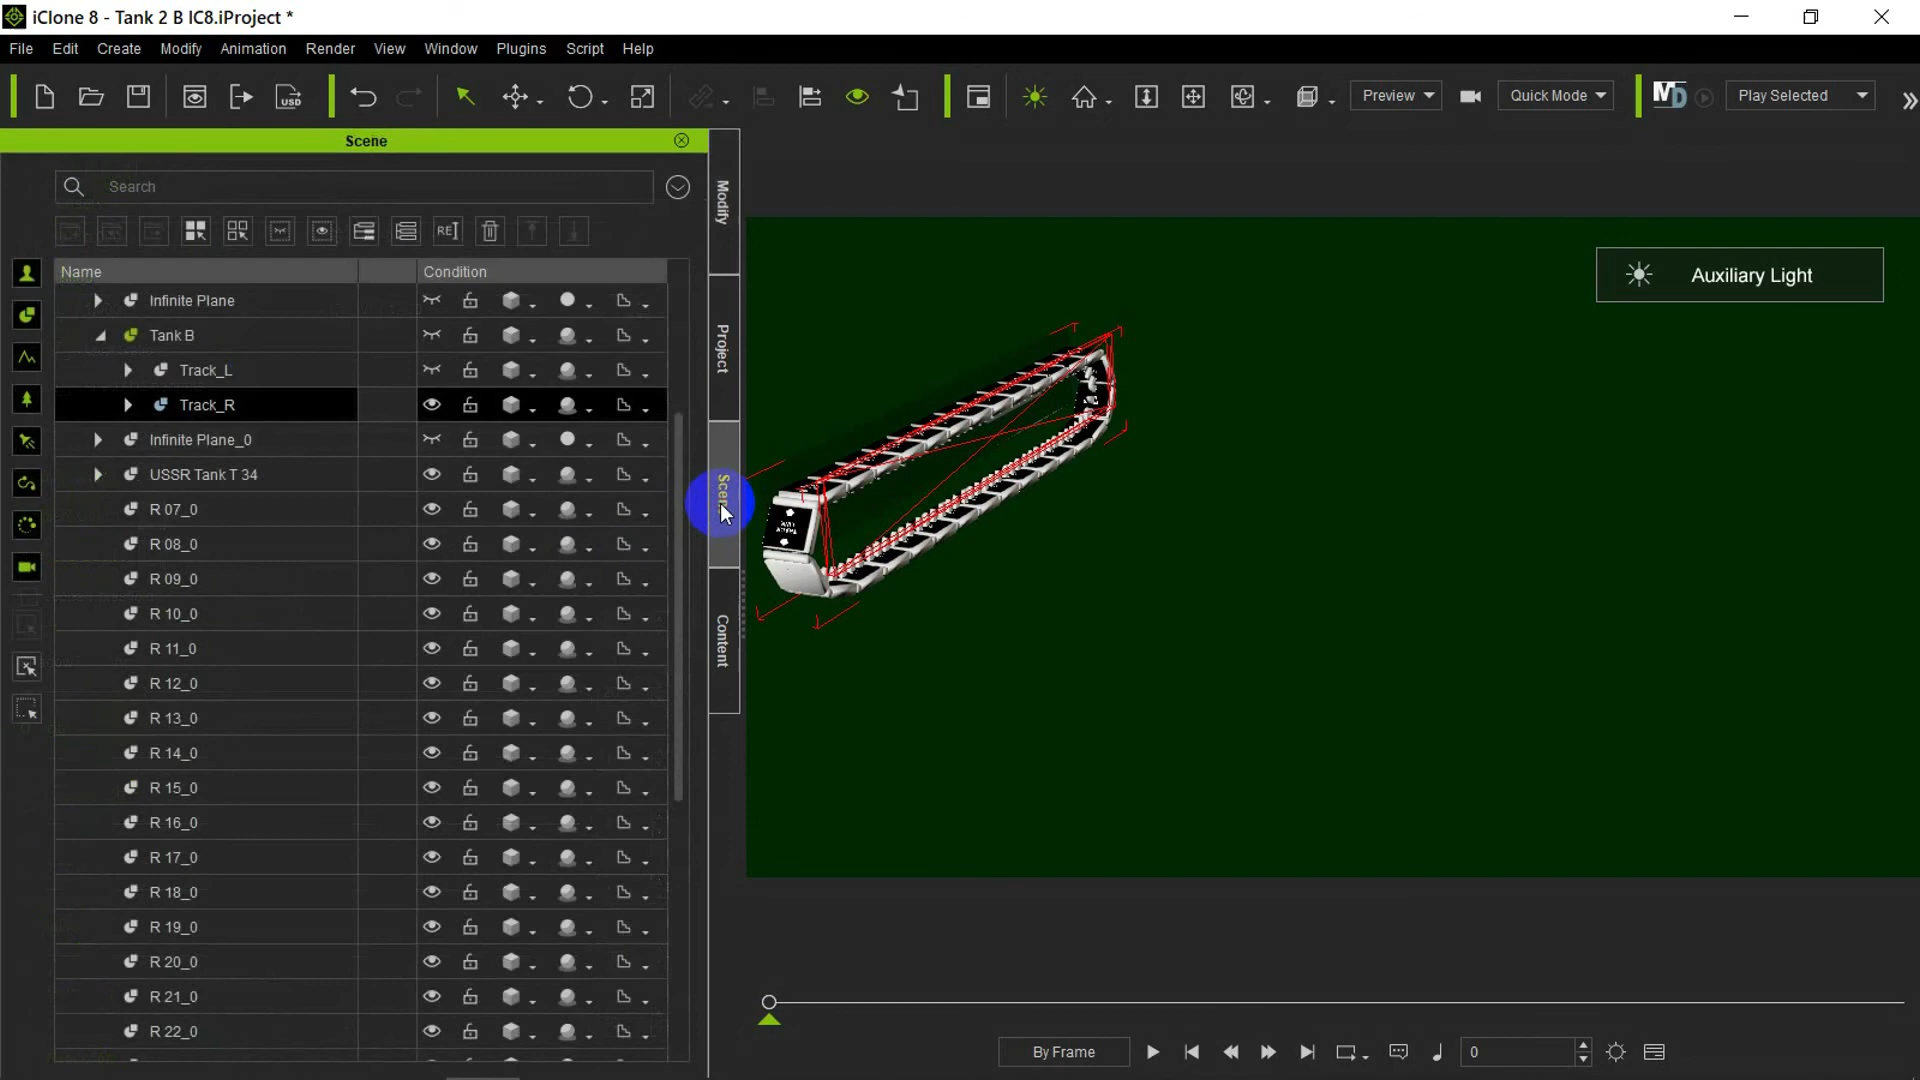 iClone 8 - Tank 2 B IC8.iProject *
File Edit Create Modify Animation Render View Window Plugins Script Help
USD
Preview
Quick Mode
MD
Play Selected
Scene
Search
RE
Name Condition
Infinite Plane
Tank B
Track_L
Track_R
Infinite Plane_0
USSR Tank T 34
R 07_0
R 08_0
R 09_0
R 10_0
R 11_0
R 12_0
R 13_0
R 14_0
R 15_0
R 16_0
R 17_0
R 18_0
R 19_0
R 20_0
R 21_0
R 22_0
Modify
Project
Scene
Content
Auxiliary Light
By Frame
0